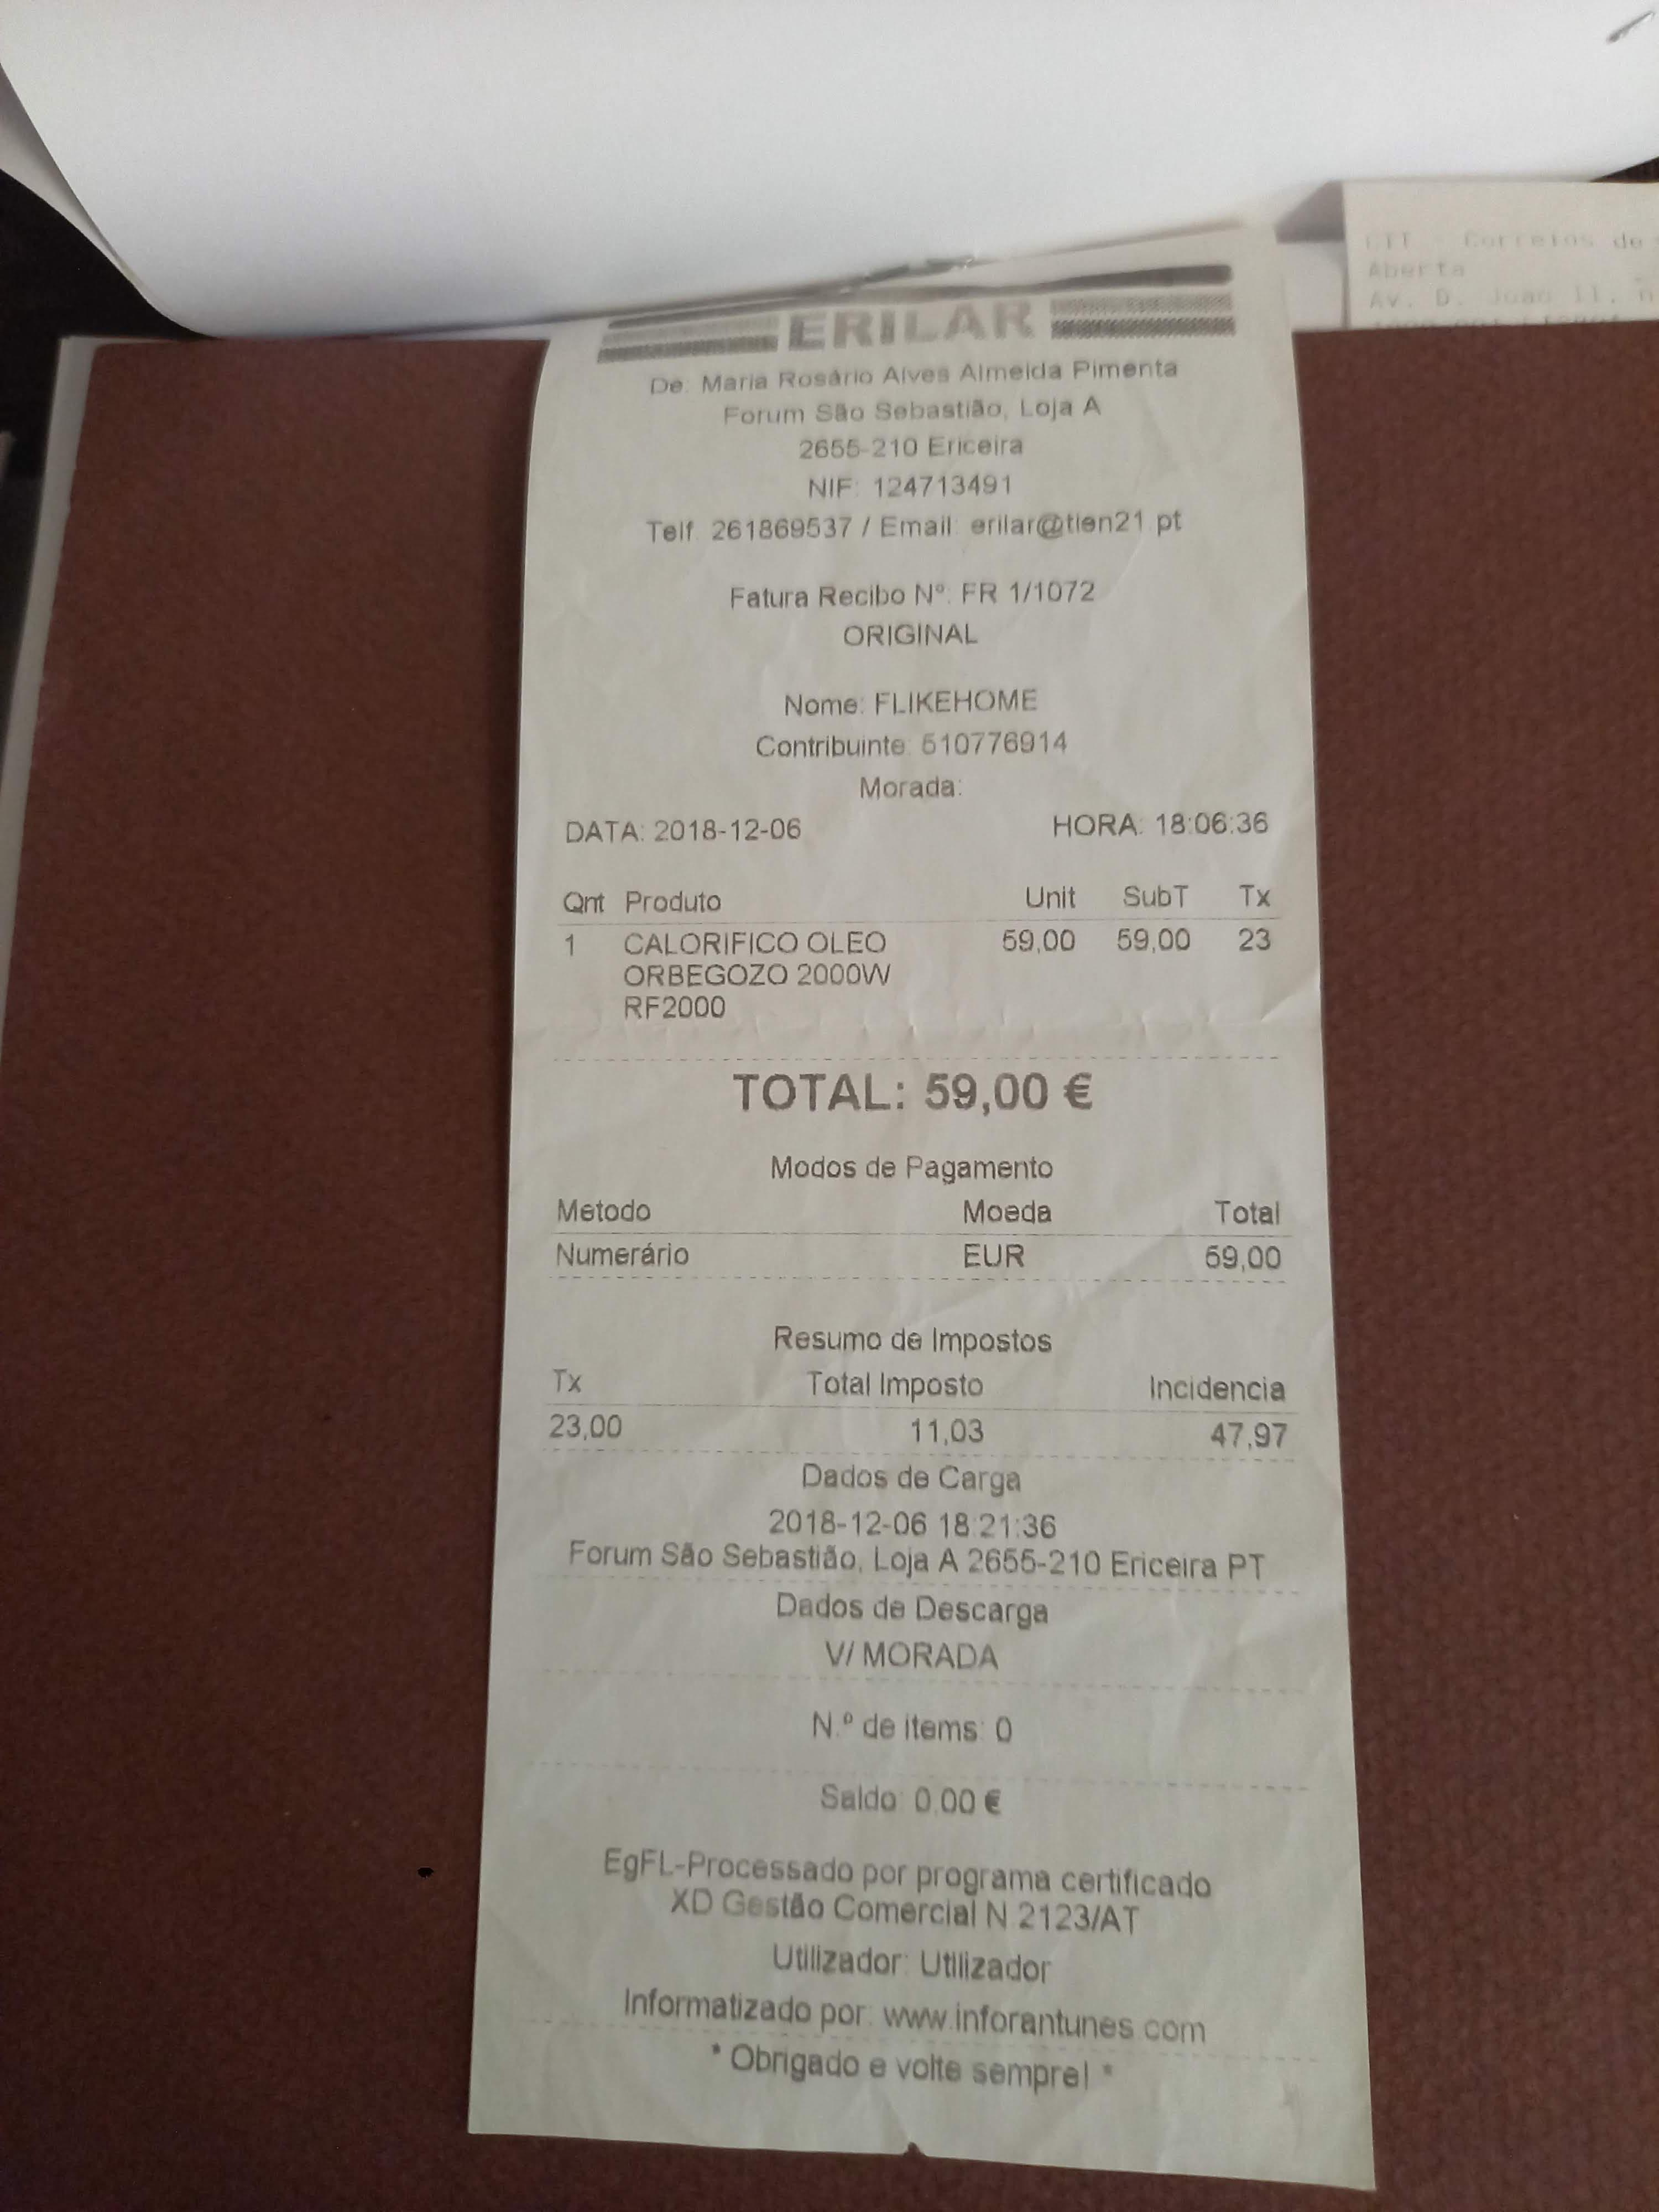 ERILAR
De: Maria Rosário Alves Almeida Pimenta
Forum São Sebastião, Loja A
2655-210 Ericeira
NIF: 124713491
Telf. 261869537 / Email: erilar@tien21.pt
Fatura Recibo Nº: FR 1/1072
ORIGINAL
Nome: FLIKEHOME
Contribuinte: 510776914
Morada:
DATA: 2018-12-06 HORA: 18:06:36
Qnt Produto Unit SubT Tx
1 CALORIFICO OLEO 59,00 59,00 23
ORBEGOZO 2000W
RF2000
TOTAL: 59,00 €
Modos de Pagamento
Metodo Moeda Total
Numerário EUR 59,00
Resumo de Impostos
Tx Total Imposto Incidencia
23,00 11,03 47,97
Dados de Carga
2018-12-06 18:21:36
Forum São Sebastião, Loja A 2655-210 Ericeira PT
Dados de Descarga
V/ MORADA
N.º de items: 0
Saldo: 0,00 €
EgFL-Processado por programa certificado
XD Gestão Comercial N.2123/AT
Utilizador: Utilizador
Informatizado por: www.inforantunes.com
* Obrigado e volte sempre! *
CTT - Correios de
Aberta
Av. D. Joao II, n